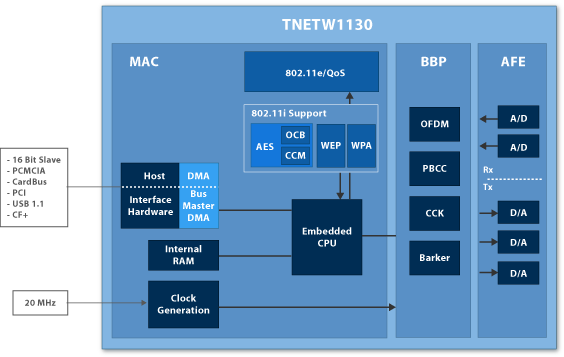 TNETW1130
MAC
BBP
AFE
802.11e/QoS
802.11i Support
AES
OCB
CCM
WEP
WPA
- 16 Bit Slave
- PCMCIA
- CardBus
- PCI
- USB 1.1
- CF+
Host
DMA
Interface
Hardware
Bus
Master
DMA
Internal
RAM
Embedded
CPU
20 MHz
Clock
Generation
OFDM
PBCC
CCK
Barker
A/D
A/D
Rx
Tx
D/A
D/A
D/A